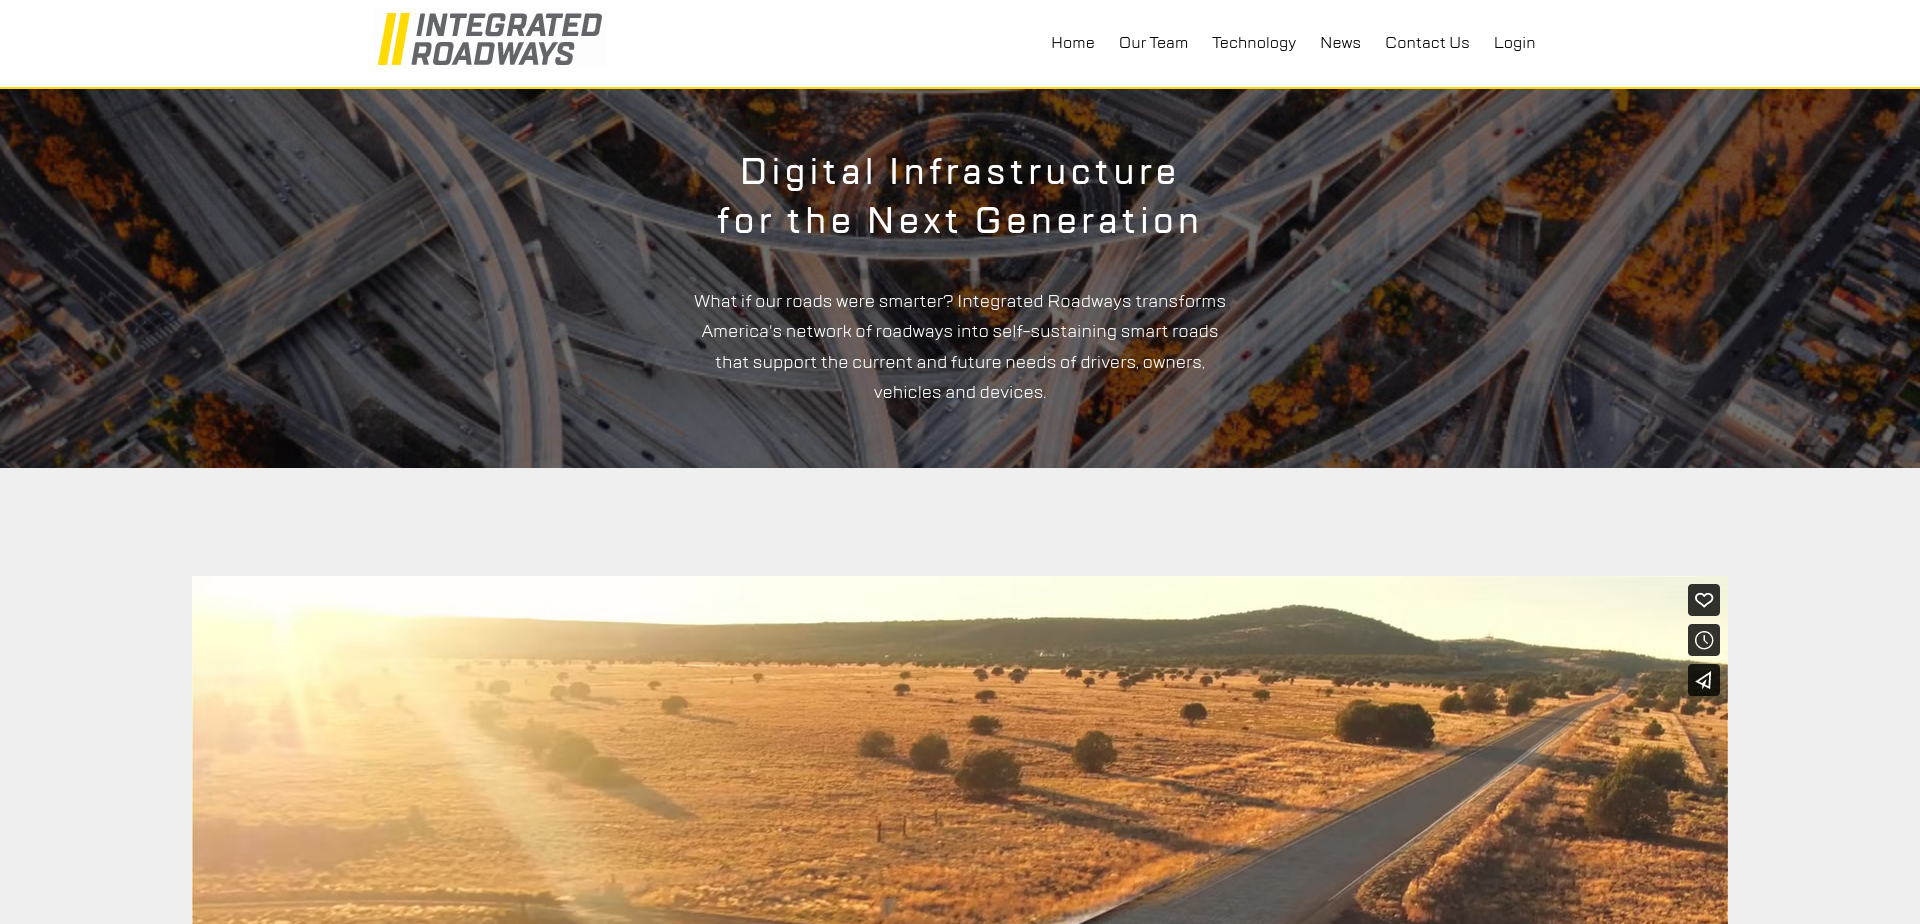 INTEGRATED
ROADWAYS
Home Our Team Technology News Contact Us Login
Digital Infrastructure
for the Next Generation
What if our roads were smarter? Integrated Roadways transforms
America's network of roadways into self-sustaining smart roads
that support the current and future needs of drivers, owners,
vehicles and devices.